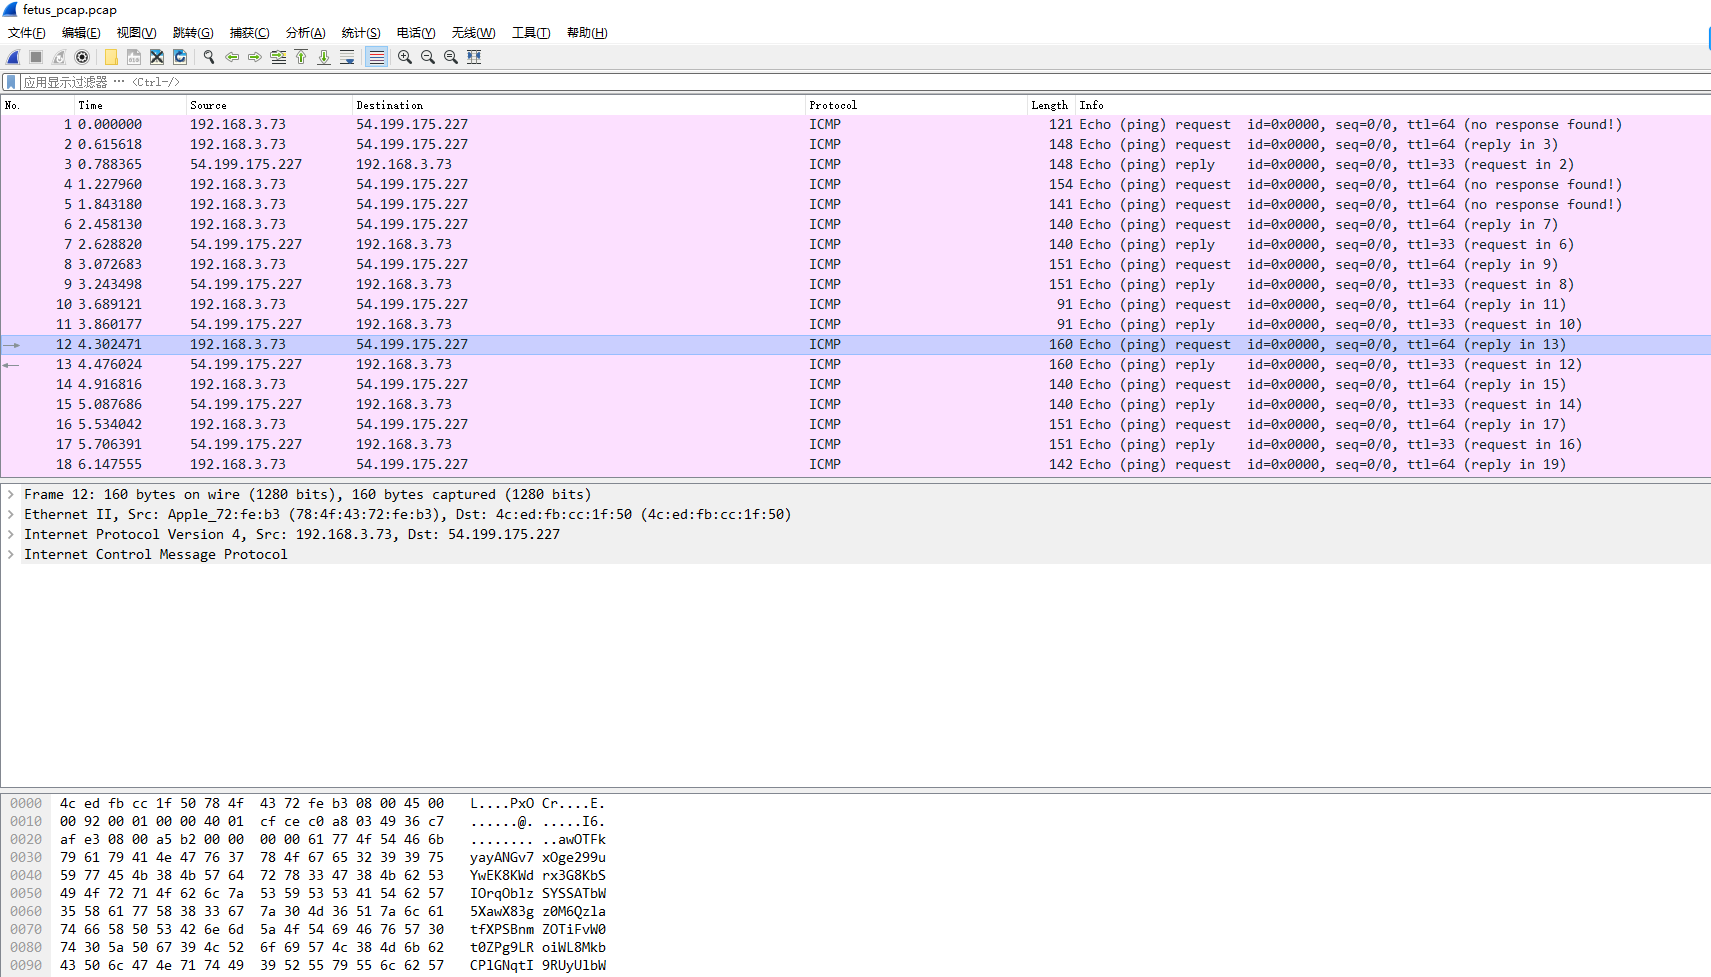 fetus_pcap.pcap
文件(F) 编辑(E) 视图(V) 跳转(G) 捕获(C) 分析(A) 统计(S) 电话(Y) 无线(W) 工具(T) 帮助(H)
应用显示过滤器 … <Ctrl-/>
No. Time Source Destination Protocol Length Info
1 0.000000 192.168.3.73 54.199.175.227 ICMP 121 Echo (ping) request id=0x0000, seq=0/0, ttl=64 (no response found!)
2 0.615618 192.168.3.73 54.199.175.227 ICMP 148 Echo (ping) request id=0x0000, seq=0/0, ttl=64 (reply in 3)
3 0.788365 54.199.175.227 192.168.3.73 ICMP 148 Echo (ping) reply id=0x0000, seq=0/0, ttl=33 (request in 2)
4 1.227960 192.168.3.73 54.199.175.227 ICMP 154 Echo (ping) request id=0x0000, seq=0/0, ttl=64 (no response found!)
5 1.843180 192.168.3.73 54.199.175.227 ICMP 141 Echo (ping) request id=0x0000, seq=0/0, ttl=64 (no response found!)
6 2.458130 192.168.3.73 54.199.175.227 ICMP 140 Echo (ping) request id=0x0000, seq=0/0, ttl=64 (reply in 7)
7 2.628820 54.199.175.227 192.168.3.73 ICMP 140 Echo (ping) reply id=0x0000, seq=0/0, ttl=33 (request in 6)
8 3.072683 192.168.3.73 54.199.175.227 ICMP 151 Echo (ping) request id=0x0000, seq=0/0, ttl=64 (reply in 9)
9 3.243498 54.199.175.227 192.168.3.73 ICMP 151 Echo (ping) reply id=0x0000, seq=0/0, ttl=33 (request in 8)
10 3.689121 192.168.3.73 54.199.175.227 ICMP 91 Echo (ping) request id=0x0000, seq=0/0, ttl=64 (reply in 11)
11 3.860177 54.199.175.227 192.168.3.73 ICMP 91 Echo (ping) reply id=0x0000, seq=0/0, ttl=33 (request in 10)
12 4.302471 192.168.3.73 54.199.175.227 ICMP 160 Echo (ping) request id=0x0000, seq=0/0, ttl=64 (reply in 13)
13 4.476024 54.199.175.227 192.168.3.73 ICMP 160 Echo (ping) reply id=0x0000, seq=0/0, ttl=33 (request in 12)
14 4.916816 192.168.3.73 54.199.175.227 ICMP 140 Echo (ping) request id=0x0000, seq=0/0, ttl=64 (reply in 15)
15 5.087686 54.199.175.227 192.168.3.73 ICMP 140 Echo (ping) reply id=0x0000, seq=0/0, ttl=33 (request in 14)
16 5.534042 192.168.3.73 54.199.175.227 ICMP 151 Echo (ping) request id=0x0000, seq=0/0, ttl=64 (reply in 17)
17 5.706391 54.199.175.227 192.168.3.73 ICMP 151 Echo (ping) reply id=0x0000, seq=0/0, ttl=33 (request in 16)
18 6.147555 192.168.3.73 54.199.175.227 ICMP 142 Echo (ping) request id=0x0000, seq=0/0, ttl=64 (reply in 19)
Frame 12: 160 bytes on wire (1280 bits), 160 bytes captured (1280 bits)
Ethernet II, Src: Apple_72:fe:b3 (78:4f:43:72:fe:b3), Dst: 4c:ed:fb:cc:1f:50 (4c:ed:fb:cc:1f:50)
Internet Protocol Version 4, Src: 192.168.3.73, Dst: 54.199.175.227
Internet Control Message Protocol
0000 4c ed fb cc 1f 50 78 4f 43 72 fe b3 08 00 45 00 L....PxO Cr....E.
0010 00 92 00 01 00 00 40 01 cf ce c0 a8 03 49 36 c7 ......@. .....I6.
0020 af e3 08 00 a5 b2 00 00 00 00 61 77 4f 54 46 6b ........ ..awOTFk
0030 79 61 79 41 4e 47 76 37 78 4f 67 65 32 39 39 75 yayANGv7 xOge299u
0040 59 77 45 4b 38 4b 57 64 72 78 33 47 38 4b 62 53 YwEK8KWd rx3G8KbS
0050 49 4f 72 71 4f 62 6c 7a 53 59 53 53 41 54 62 57 IOrqOblz SYSSATbW
0060 35 58 61 77 58 38 33 67 7a 30 4d 36 51 7a 6c 61 5XawX83g z0M6Qzla
0070 74 66 58 50 53 42 6e 6d 5a 4f 54 69 46 76 57 30 tfXPSBnm ZOTiFvW0
0080 74 30 5a 50 67 39 4c 52 6f 69 57 4c 38 4d 6b 62 t0ZPg9LR oiWL8Mkb
0090 43 50 6c 47 4e 71 74 49 39 52 55 79 55 6c 62 57 CPlGNqtI 9RUyUlbW